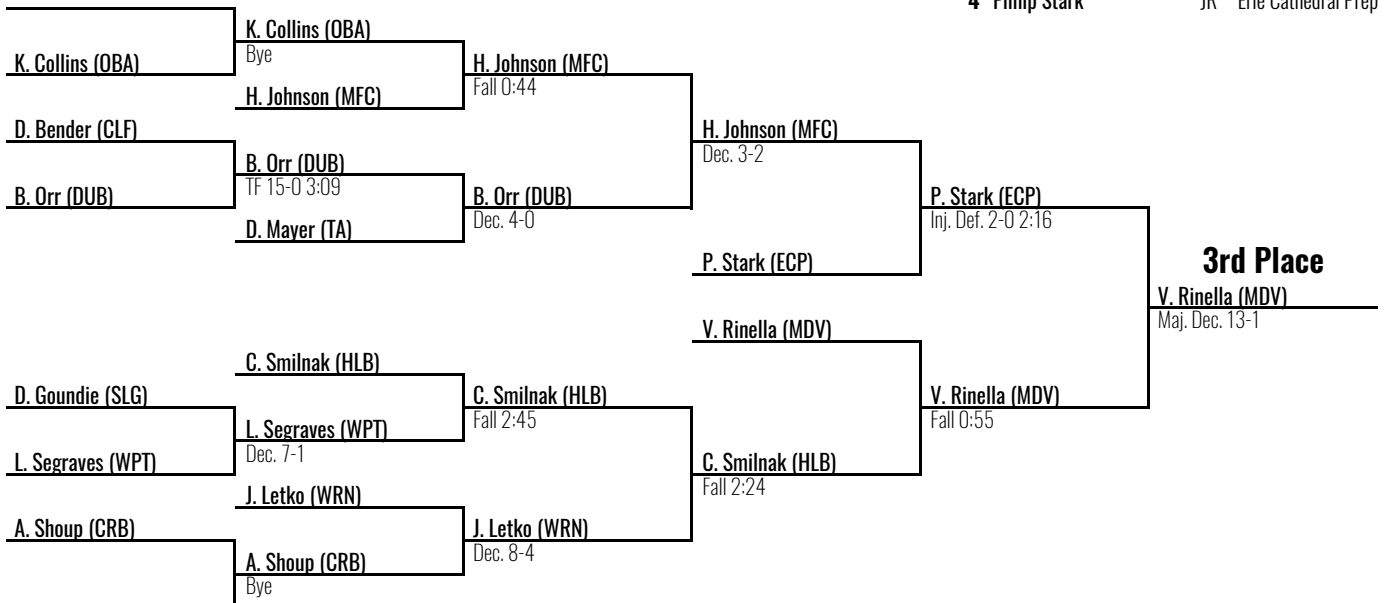 4 Philip Stark JR Erie Cathedral Prep
K. Collins (OBA)
Bye
K. Collins (OBA)
H. Johnson (MFC)
Fall 0:44
H. Johnson (MFC)
D. Bender (CLF)
H. Johnson (MFC)
Dec. 3-2
B. Orr (DUB)
TF 15-0 3:09
B. Orr (DUB)
B. Orr (DUB)
Dec. 4-0
P. Stark (ECP)
Inj. Def. 2-0 2:16
D. Mayer (TA)
P. Stark (ECP)
3rd Place
V. Rinella (MDV)
Maj. Dec. 13-1
V. Rinella (MDV)
C. Smilnak (HLB)
D. Goundie (SLG)
C. Smilnak (HLB)
Fall 2:45
V. Rinella (MDV)
Fall 0:55
L. Segraves (WPT)
Dec. 7-1
L. Segraves (WPT)
C. Smilnak (HLB)
Fall 2:24
J. Letko (WRN)
A. Shoup (CRB)
J. Letko (WRN)
Dec. 8-4
A. Shoup (CRB)
Bye